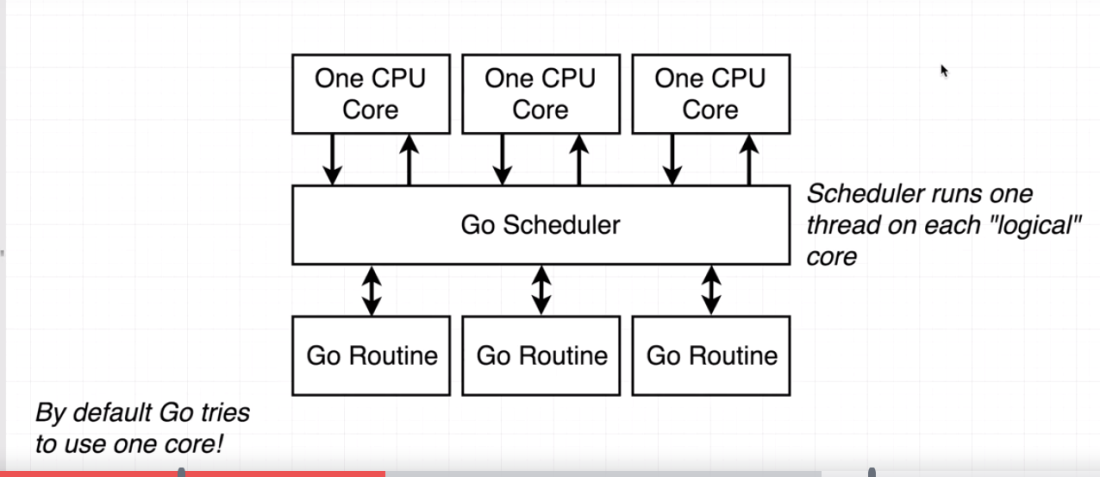 One CPU
Core
One CPU
Core
One CPU
Core
Go Scheduler
Scheduler runs one
thread on each "logical"
core
Go Routine
Go Routine
Go Routine
By default Go tries
to use one core!